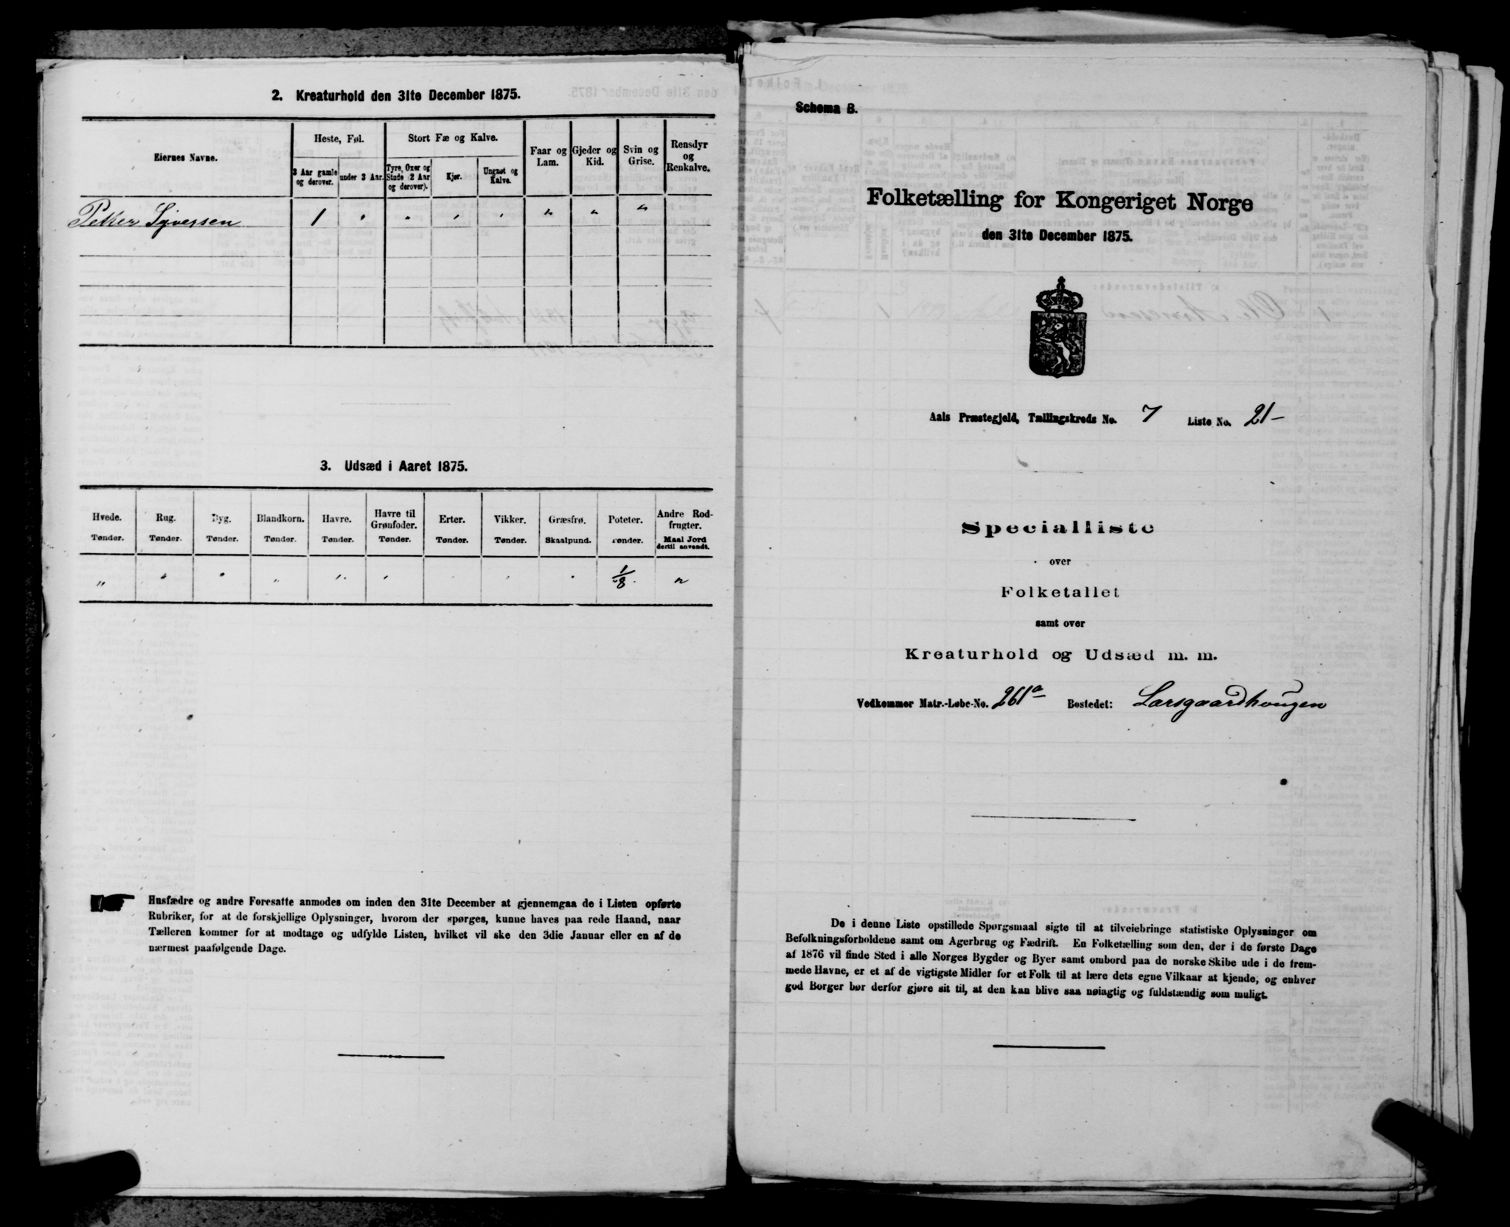 2. Kreaturhold den 31te December 1875.
Eiernes Navne. Heste, Føl. Stort Fæ og Kalve. Faar og Lam. Gjeder og Kid. Svin og Grise. Rensdyr og Renkalve.
3 Aar gamle og derover. under 3 Aar. Tyre, Oxer og Stude 2 Aar og derover). Kjør. Ungnøt og Kalve.
Petter Syversen 1 " " " " " " "
3. Udsæd i Aaret 1875.
Hvede. Rug. Byg. Blandkorn. Havre. Havre til Grønfoder. Erter. Vikker. Græsfrø. Poteter. Andre Rodfrugter.
Tønder. Tønder. Tønder. Tønder. Tønder. Tønder. Tønder. Tønder. Skaalpund. Tønder. Maal Jord dertil anvendt.
" " " " " " " " 1/8 "
Husfædre og andre Foresatte anmodes om inden den 31te December at gjennemgaa de i Listen opførte
Rubriker, for at de forskjellige Oplysninger, hvorom der spørges, kunne haves paa rede Haand, naar
Tælleren kommer for at modtage og udfylde Listen, hvilket vil ske den 3die Januar eller en af de
nærmest paafølgende Dage.
Schema B.
Folketælling for Kongeriget Norge
den 31te December 1875.
Aals Præstegjeld, Tællingskreds No. 7 Liste No. 21-
Specialliste
over
Folketallet
samt over
Kreaturhold og Udsæd m. m.
Vedkommer Matr.-Løbe-No. 261a Bostedet: Larsgaardhougen
De i denne Liste opstillede Spørgsmaal sigte til at tilveiebringe statistiske Oplysninger om
Befolkningsforholdene samt om Agerbrug og Fædrift. En Folketælling som den, der i de første Dage
af 1876 vil finde Sted i alle Norges Bygder og Byer samt ombord paa de norske Skibe ude i de frem-
mede Havne, er et af de vigtigste Midler for et Folk til at lære dets egne Vilkaar at kjende, og enhver
god Borger bør derfor gjøre sit til, at den kan blive saa nøiagtig og fuldstændig som muligt.